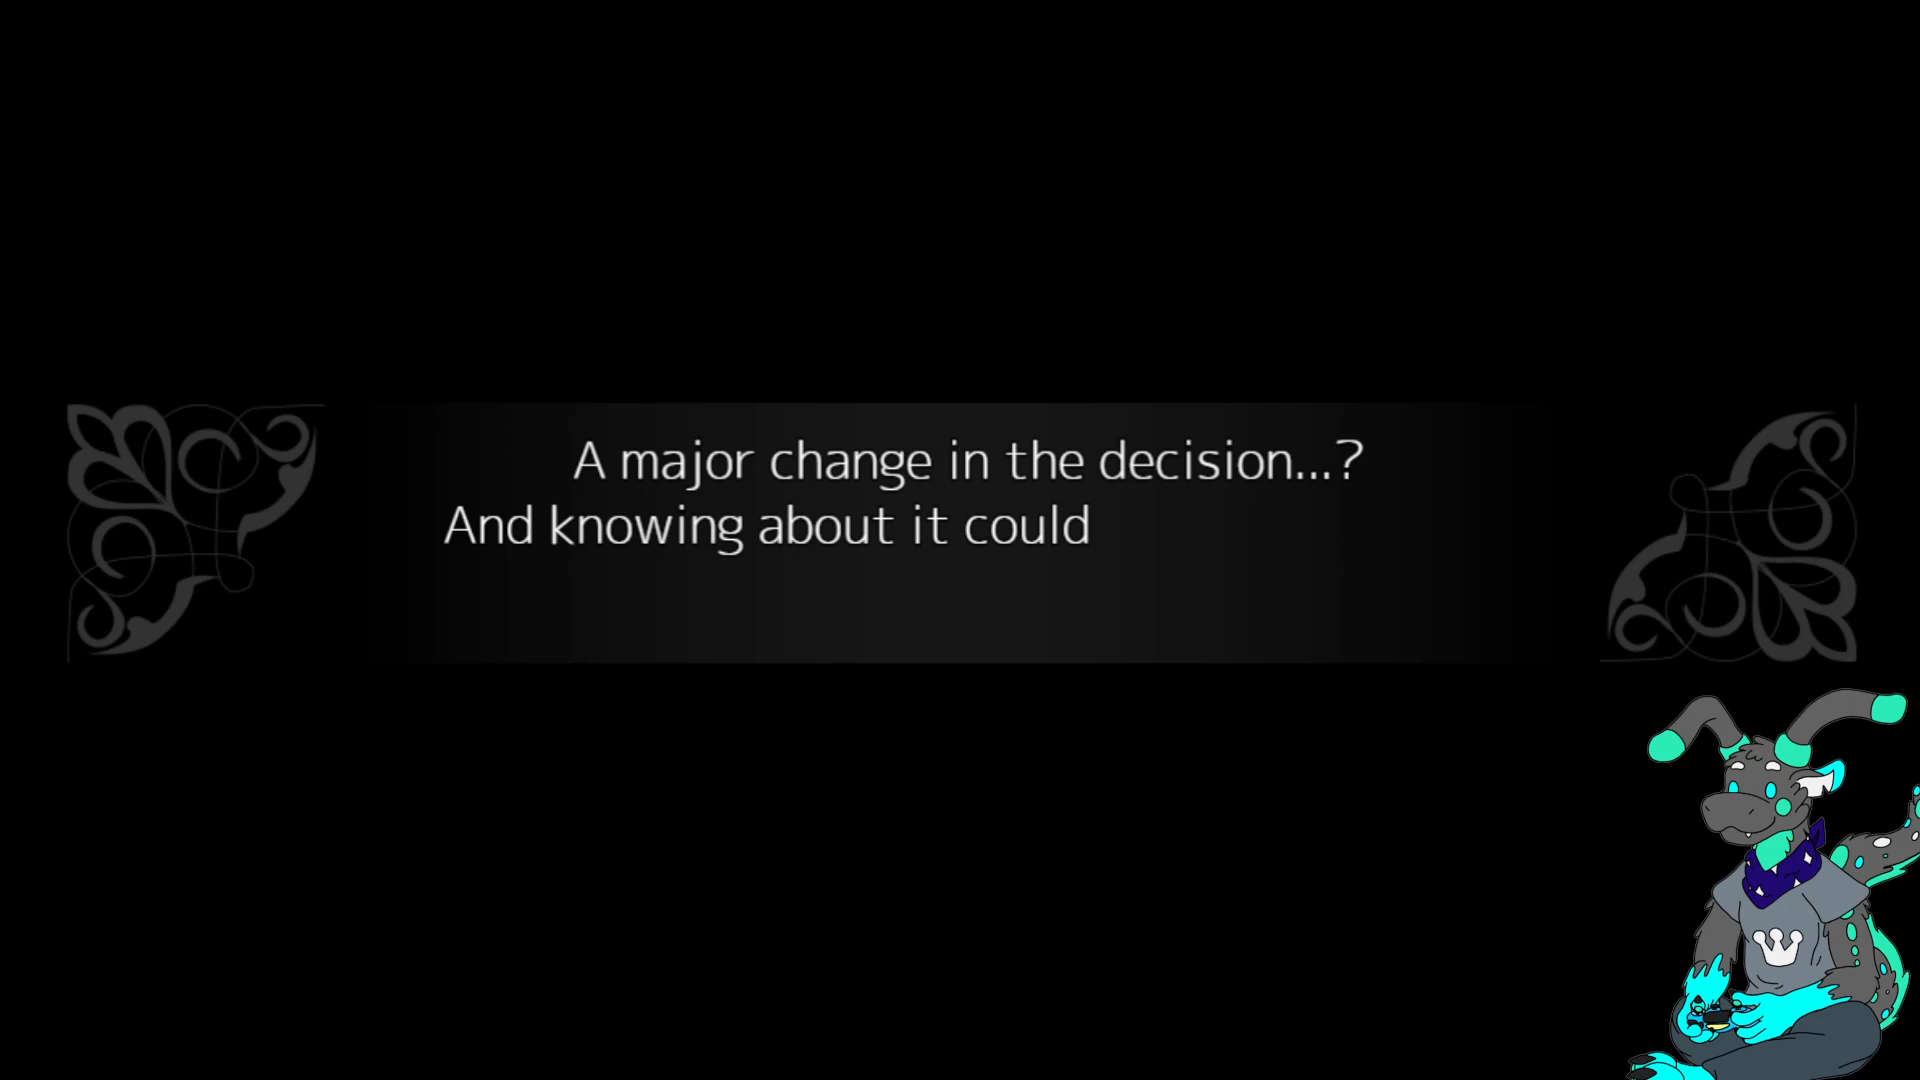 A major change in the decision...?
And knowing about it could